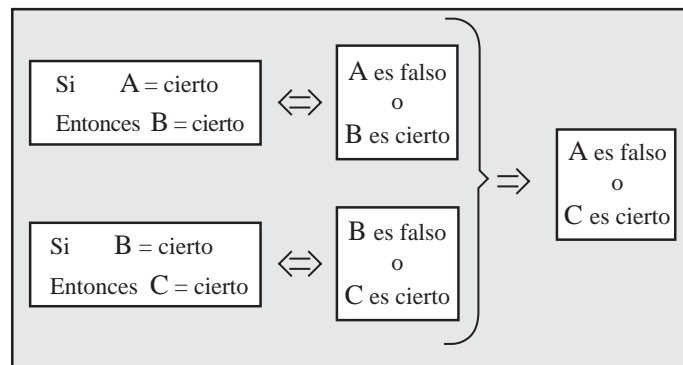 Si A = cierto
Entonces B = cierto
⇔
A es falso
o
B es cierto
Si B = cierto
Entonces C = cierto
⇔
B es falso
o
C es cierto
⇒
A es falso
o
C es cierto